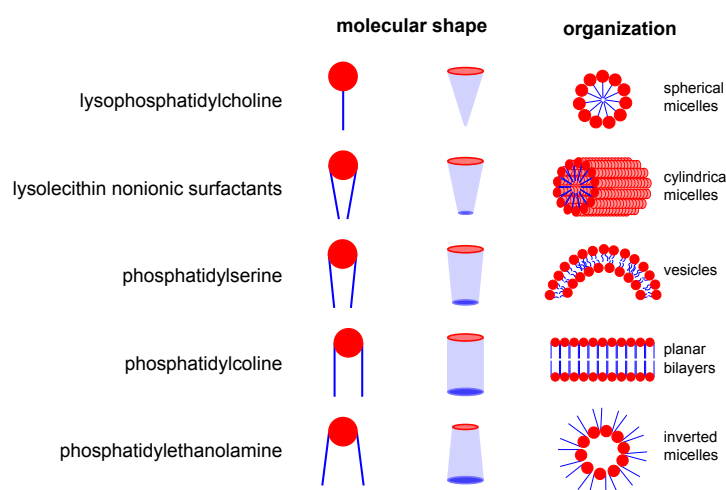 molecular shape
organization
lysophosphatidylcholine
spherical
micelles
lysolecithin nonionic surfactants
cylindrica
micelles
phosphatidylserine
vesicles
phosphatidylcoline
planar
bilayers
phosphatidylethanolamine
inverted
micelles